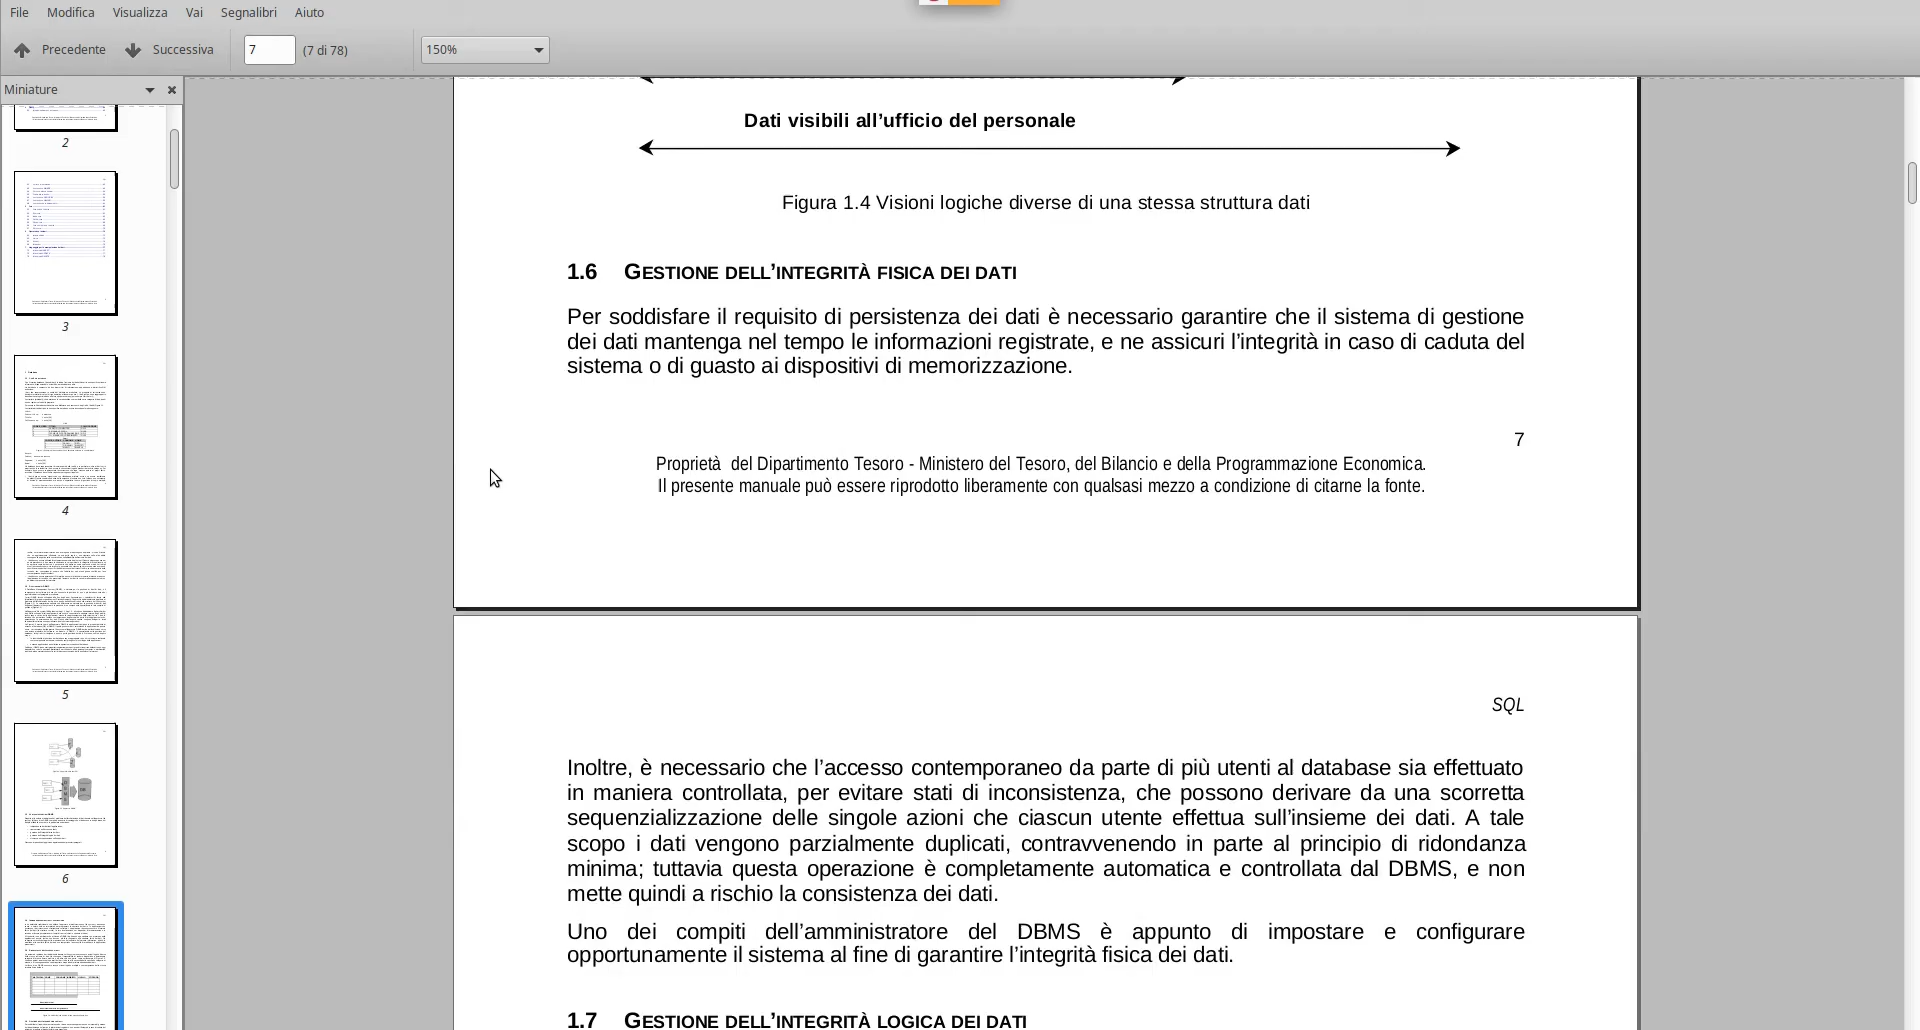 File Modifica Visualizza Vai Segnalibri Aiuto
Precedente Successiva 7 (7 di 78) 150%
Miniature
2
3
4
5
6
Dati visibili all’ufficio del personale
Figura 1.4 Visioni logiche diverse di una stessa struttura dati
1.6 GESTIONE DELL’INTEGRITÀ FISICA DEI DATI
Per soddisfare il requisito di persistenza dei dati è necessario garantire che il sistema di gestione
dei dati mantenga nel tempo le informazioni registrate, e ne assicuri l’integrità in caso di caduta del
sistema o di guasto ai dispositivi di memorizzazione.
7
Proprietà del Dipartimento Tesoro - Ministero del Tesoro, del Bilancio e della Programmazione Economica.
Il presente manuale può essere riprodotto liberamente con qualsasi mezzo a condizione di citarne la fonte.
SQL
Inoltre, è necessario che l’accesso contemporaneo da parte di più utenti al database sia effettuato
in maniera controllata, per evitare stati di inconsistenza, che possono derivare da una scorretta
sequenzializzazione delle singole azioni che ciascun utente effettua sull’insieme dei dati. A tale
scopo i dati vengono parzialmente duplicati, contravvenendo in parte al principio di ridondanza
minima; tuttavia questa operazione è completamente automatica e controllata dal DBMS, e non
mette quindi a rischio la consistenza dei dati.
Uno dei compiti dell’amministratore del DBMS è appunto di impostare e configurare
opportunamente il sistema al fine di garantire l’integrità fisica dei dati.
1.7 GESTIONE DELL’INTEGRITÀ LOGICA DEI DATI